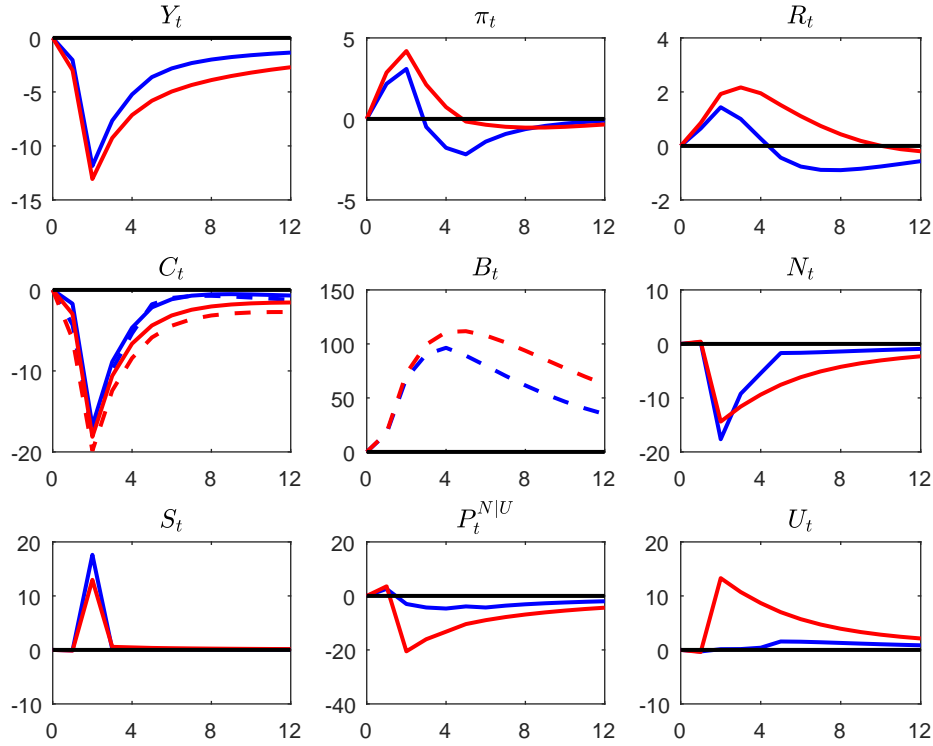 Y_t π_t R_t
0 5 4
-5 0 2
-10 0
-15 -5 -2
0 4 8 12 0 4 8 12 0 4 8 12
C_t B_t N_t
0 150 10
-10 100 0
50 -10
-20 0 -20
0 4 8 12 0 4 8 12 0 4 8 12
S_t P_t^{N|U} U_t
20 20 20
10 0 10
0 -20 0
-10 -40 -10
0 4 8 12 0 4 8 12 0 4 8 12